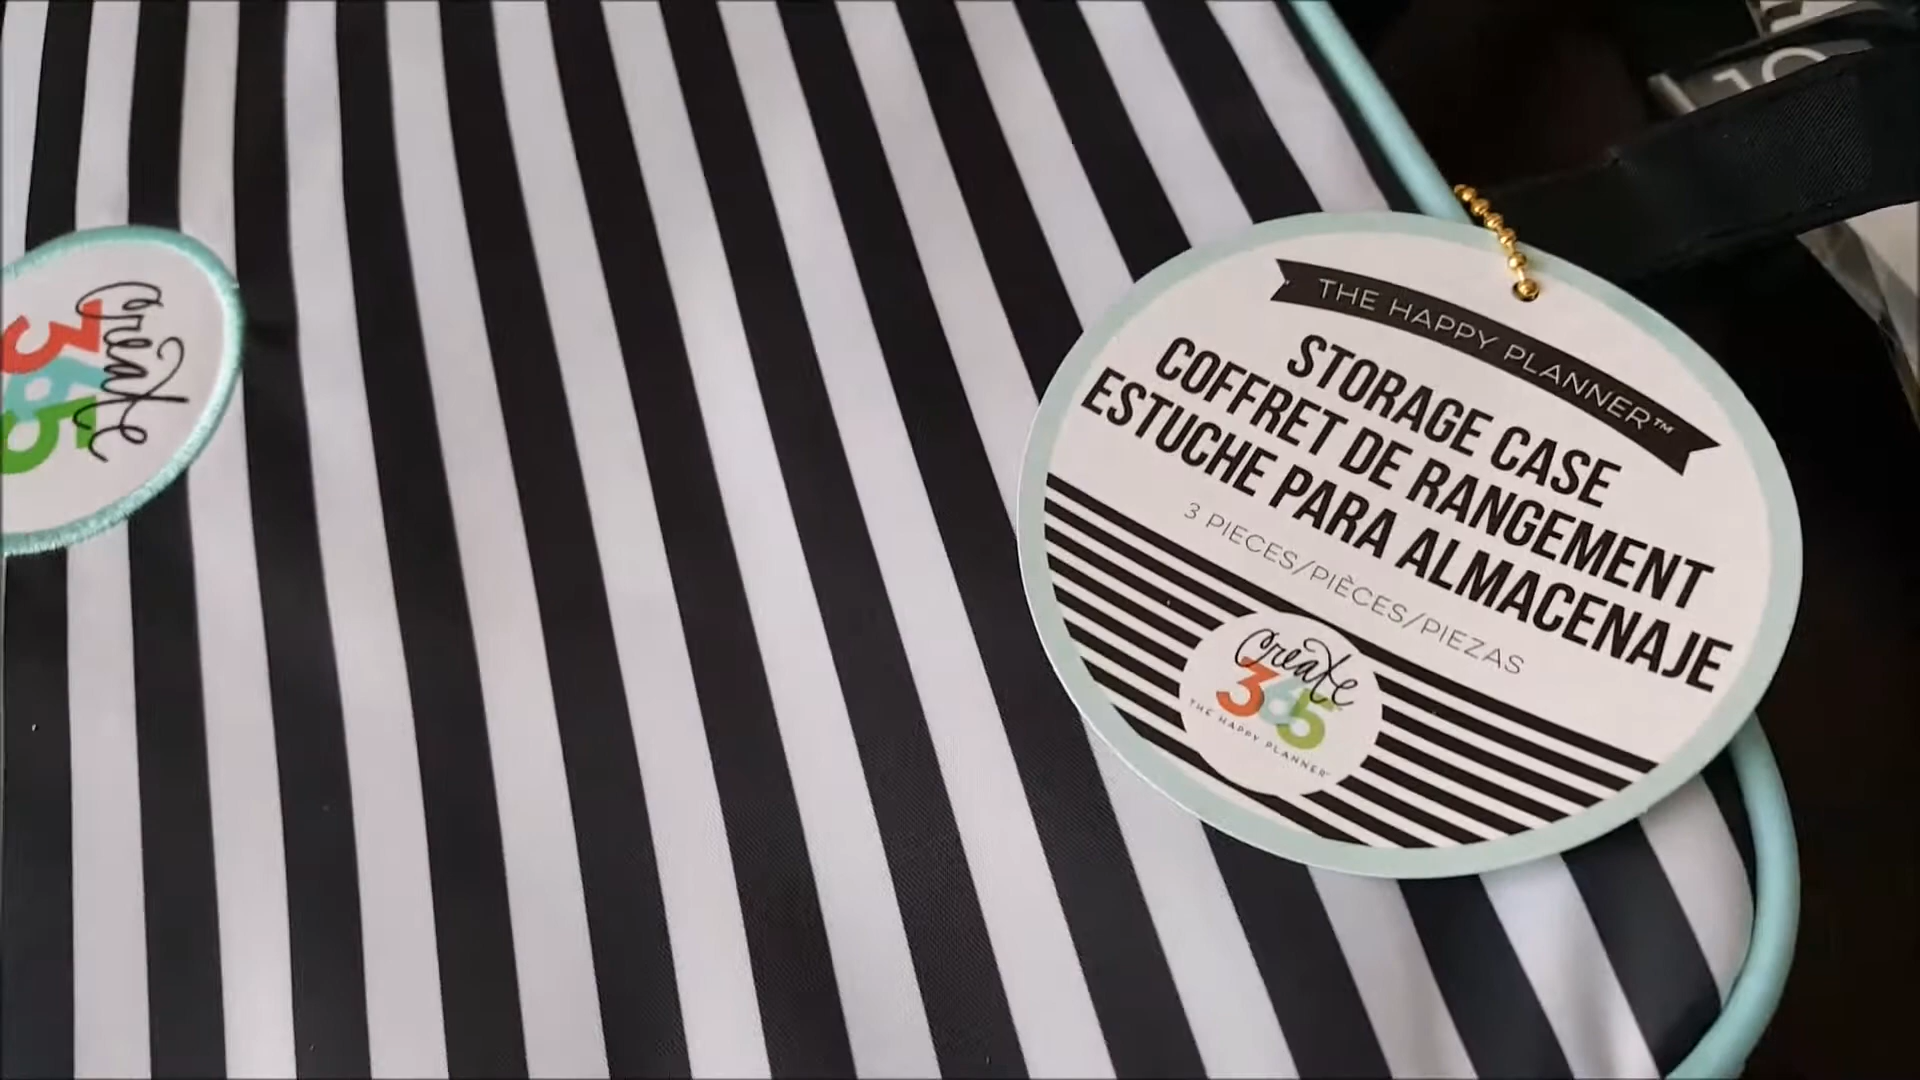 create
365
THE HAPPY PLANNER™
STORAGE CASE
COFFRET DE RANGEMENT
ESTUCHE PARA ALMACENAJE
3 PIECES/PIÈCES/PIEZAS
create
365
THE HAPPY PLANNER™